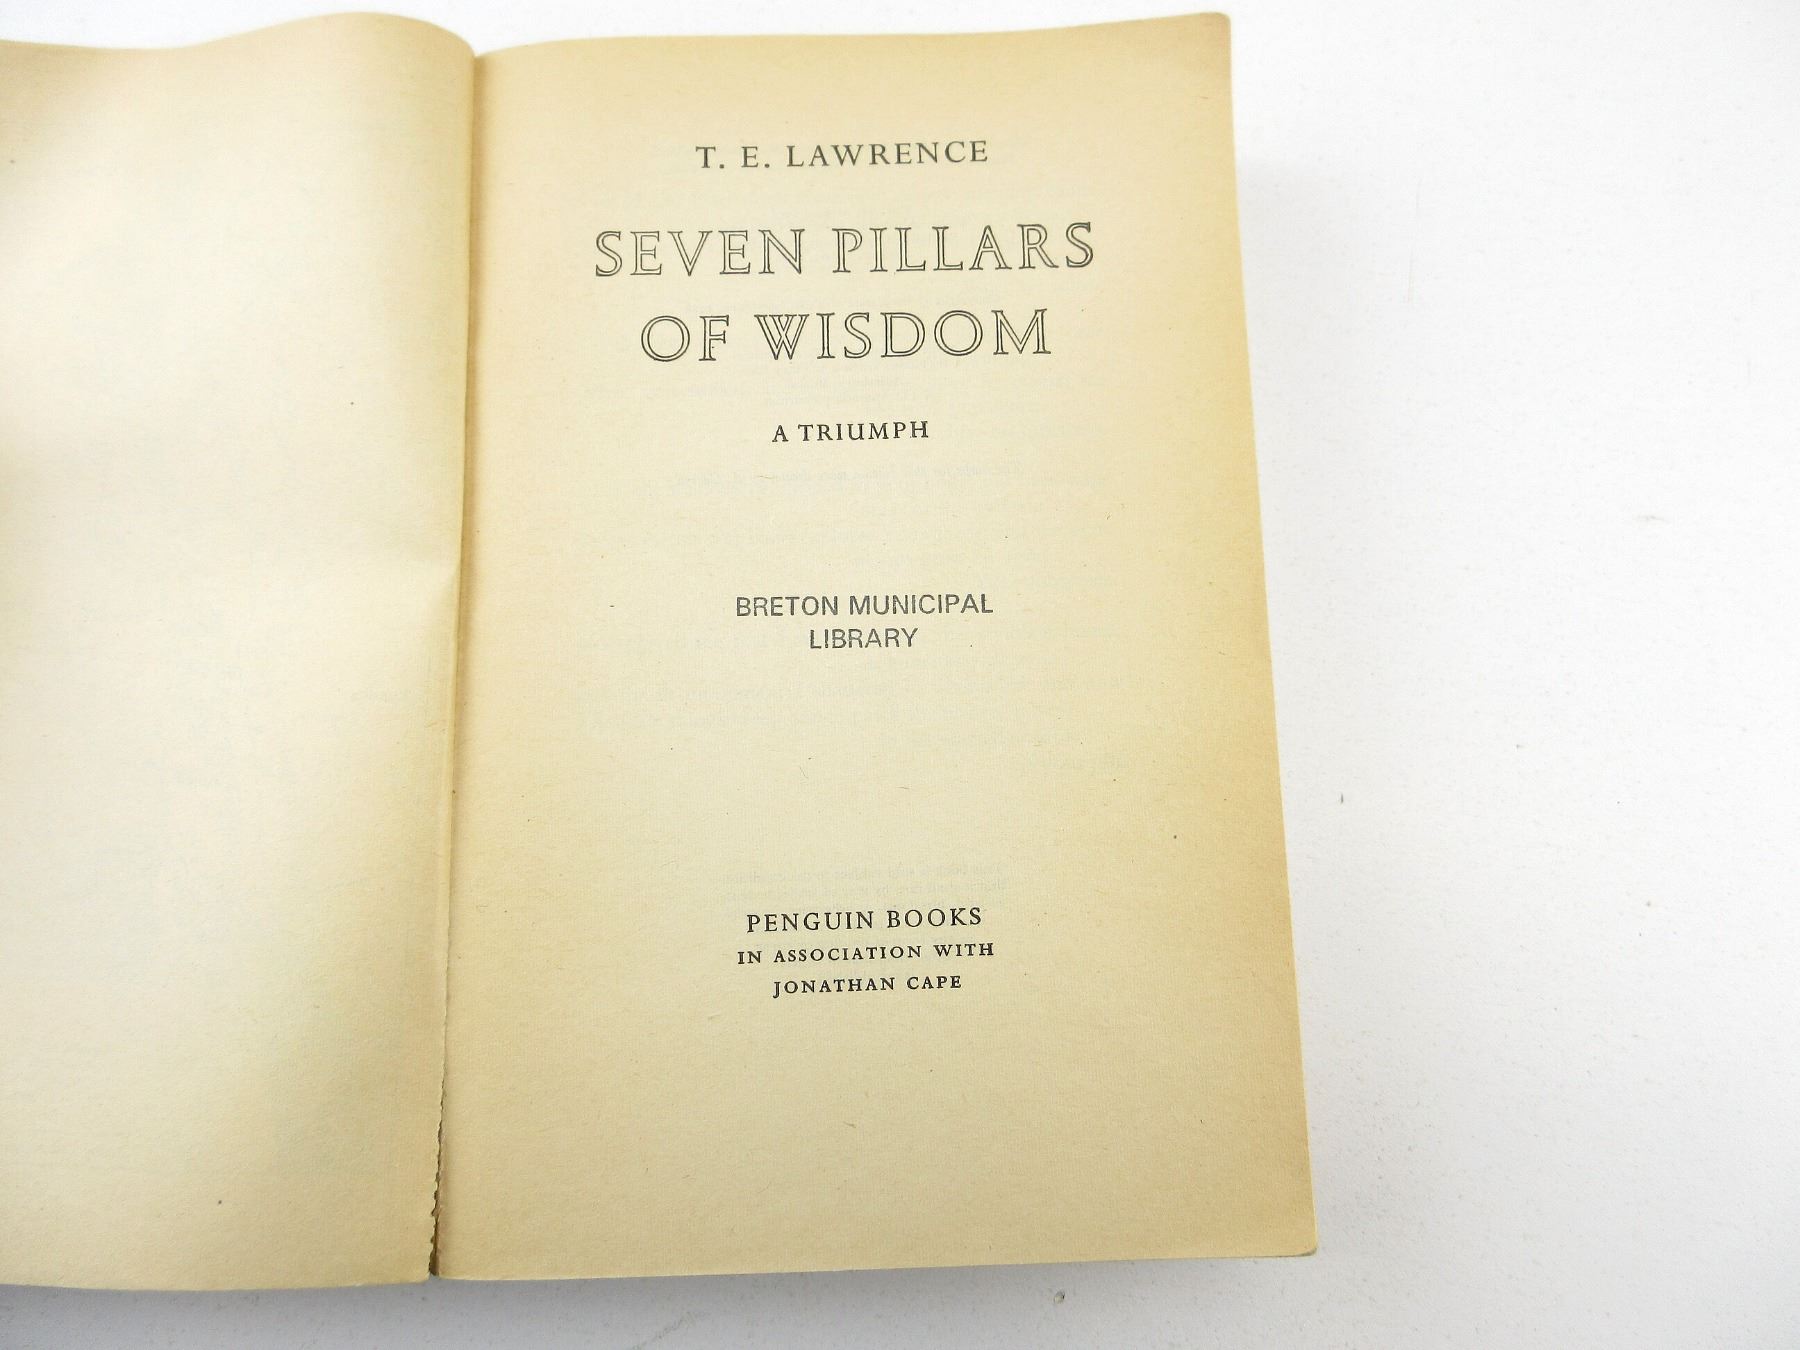 T. E. LAWRENCE
SEVEN PILLARS
OF WISDOM
A TRIUMPH
BRETON MUNICIPAL
LIBRARY
PENGUIN BOOKS
IN ASSOCIATION WITH
JONATHAN CAPE